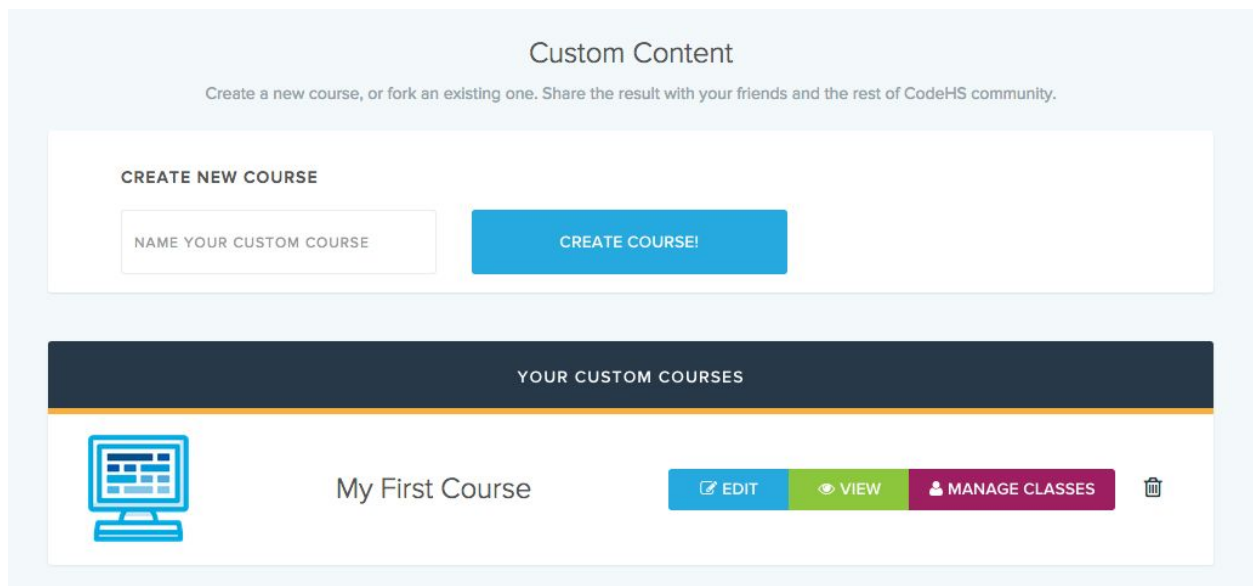 Custom Content
Create a new course, or fork an existing one. Share the result with your friends and the rest of CodeHS community.
CREATE NEW COURSE
NAME YOUR CUSTOM COURSE
CREATE COURSE!
YOUR CUSTOM COURSES
My First Course
EDIT
VIEW
MANAGE CLASSES